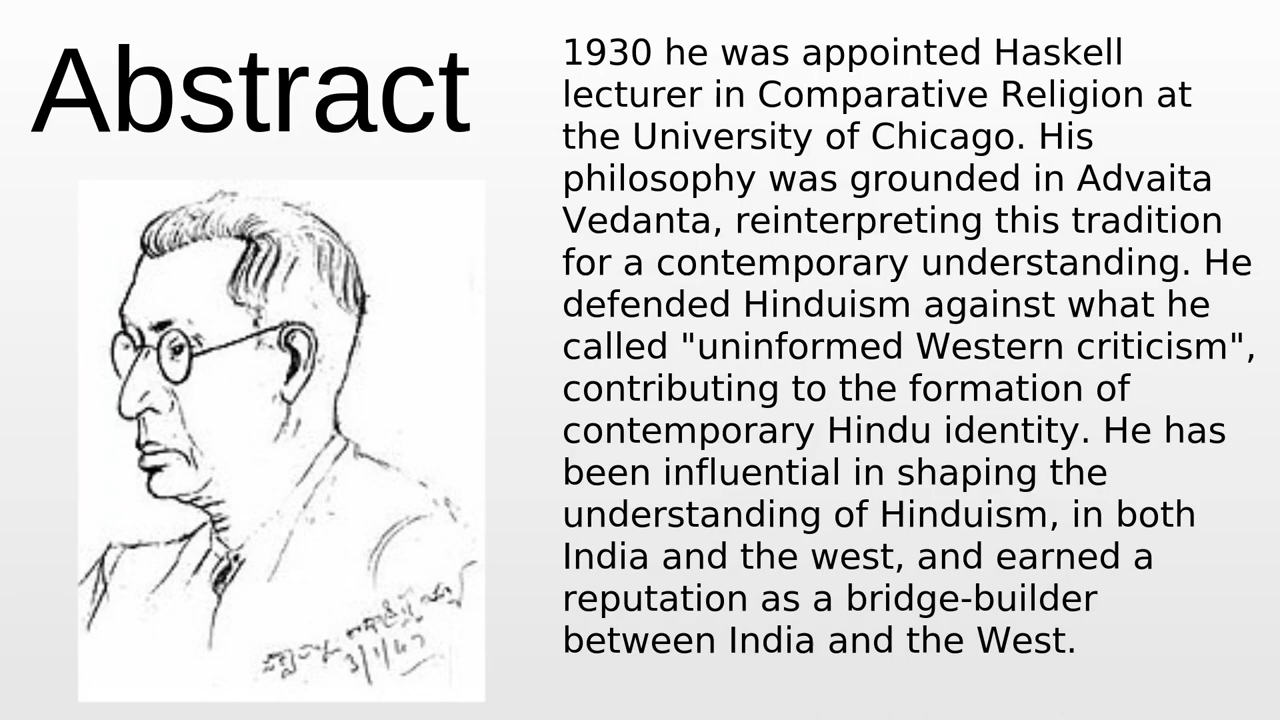 Abstract
1930 he was appointed Haskell
lecturer in Comparative Religion at
the University of Chicago. His
philosophy was grounded in Advaita
Vedanta, reinterpreting this tradition
for a contemporary understanding. He
defended Hinduism against what he
called "uninformed Western criticism",
contributing to the formation of
contemporary Hindu identity. He has
been influential in shaping the
understanding of Hinduism, in both
India and the west, and earned a
reputation as a bridge-builder
between India and the West.